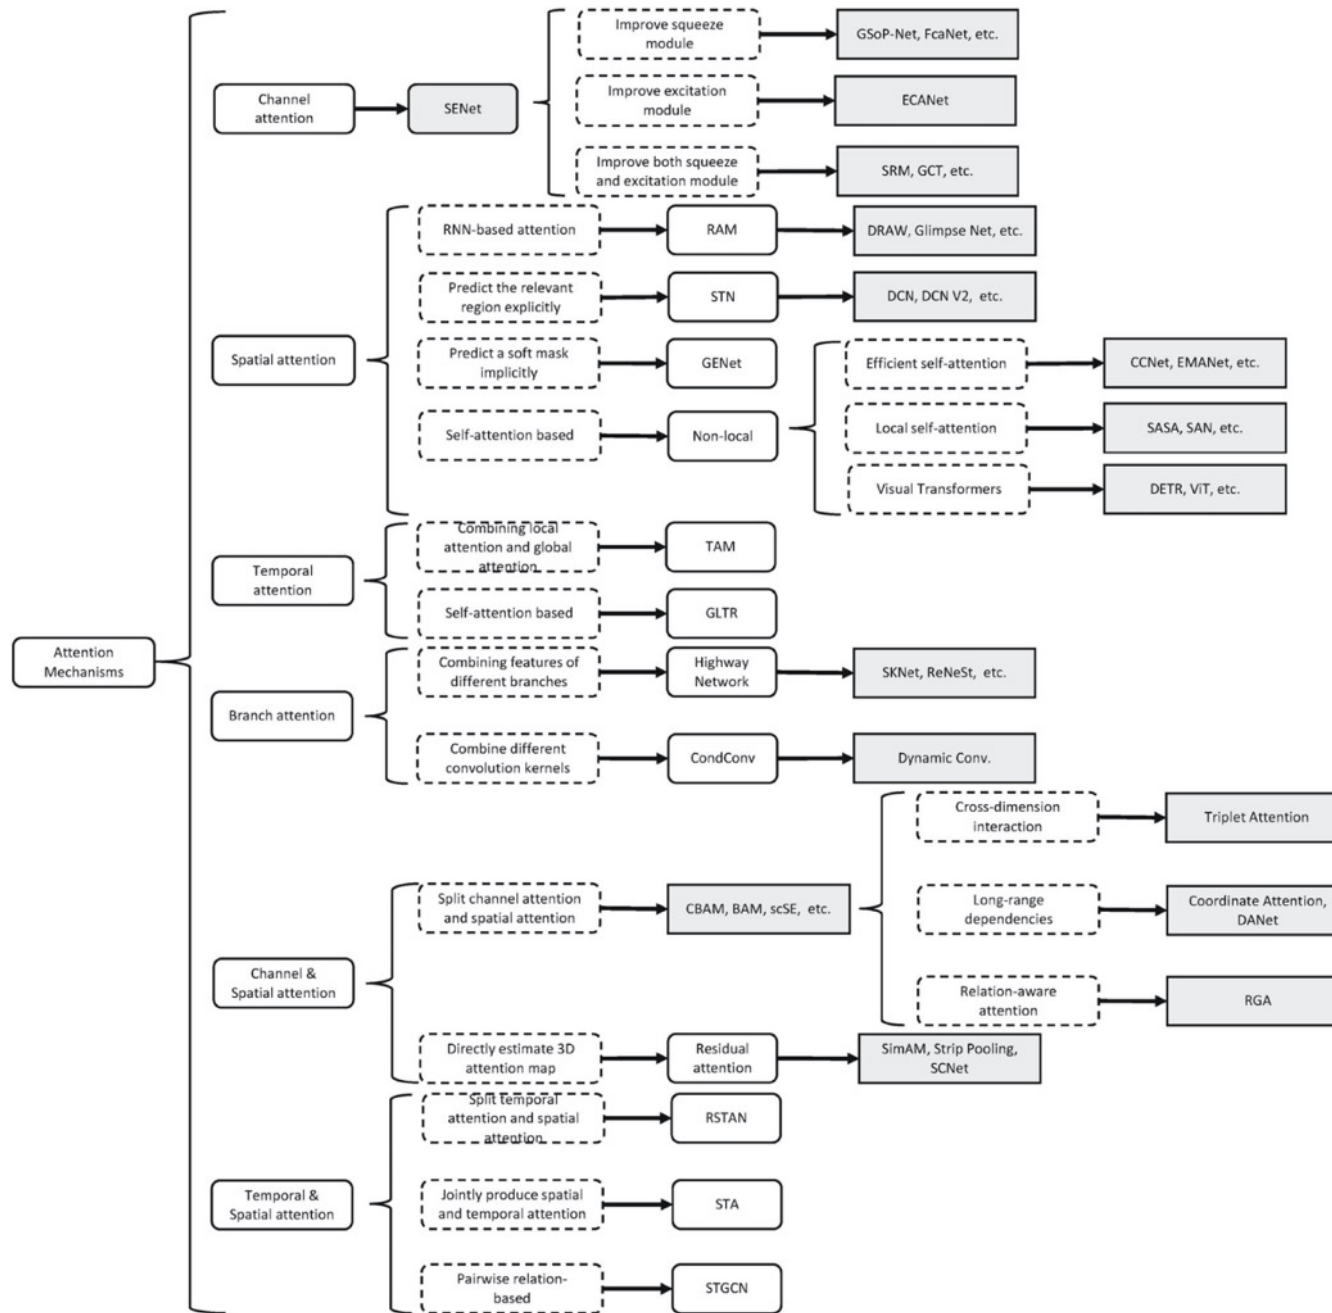 Improve squeeze
module
GSoP-Net, FcaNet, etc.
Channel
attention
SENet
Improve excitation
module
ECANet
Improve both squeeze
and excitation module
SRM, GCT, etc.
RNN-based attention
RAM
DRAW, Glimpse Net, etc.
Predict the relevant
region explicitly
STN
DCN, DCN V2, etc.
Spatial attention
Predict a soft mask
implicitly
GENet
Efficient self-attention
CCNet, EMANet, etc.
Self-attention based
Non-local
Local self-attention
SASA, SAN, etc.
Visual Transformers
DETR, ViT, etc.
Temporal
attention
Combining local
attention and global
attention
TAM
Self-attention based
GLTR
Attention
Mechanisms
Branch attention
Combining features of
different branches
Highway
Network
SKNet, ReNeSt, etc.
Combine different
convolution kernels
CondConv
Dynamic Conv.
Cross-dimension
interaction
Triplet Attention
Split channel attention
and spatial attention
CBAM, BAM, scSE, etc.
Long-range
dependencies
Coordinate Attention,
DANet
Channel &
Spatial attention
Relation-aware
attention
RGA
Directly estimate 3D
attention map
Residual
attention
SimAM, Strip Pooling,
SCNet
Split temporal
attention and spatial
attention
RSTAN
Temporal &
Spatial attention
Jointly produce spatial
and temporal attention
STA
Pairwise relation-
based
STGCN